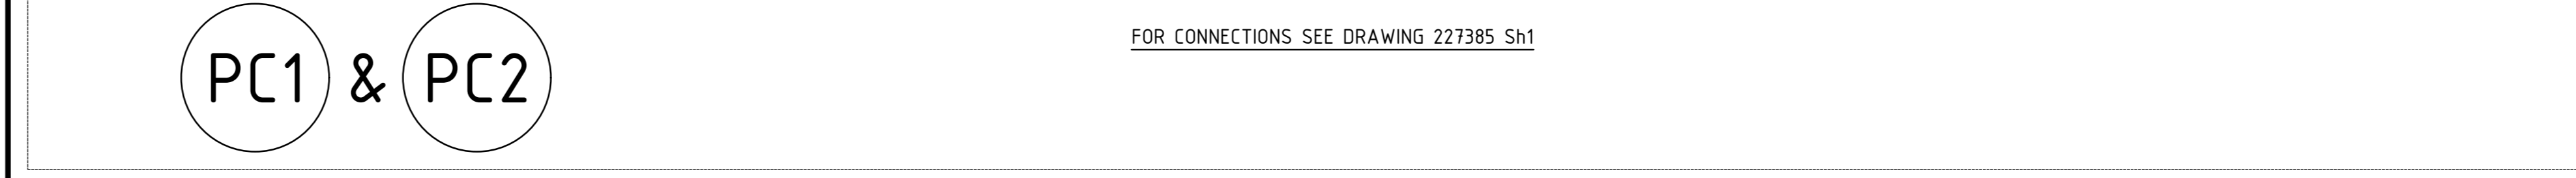 FOR CONNECTIONS SEE DRAWING 227385 Sh1
PC1 & PC2